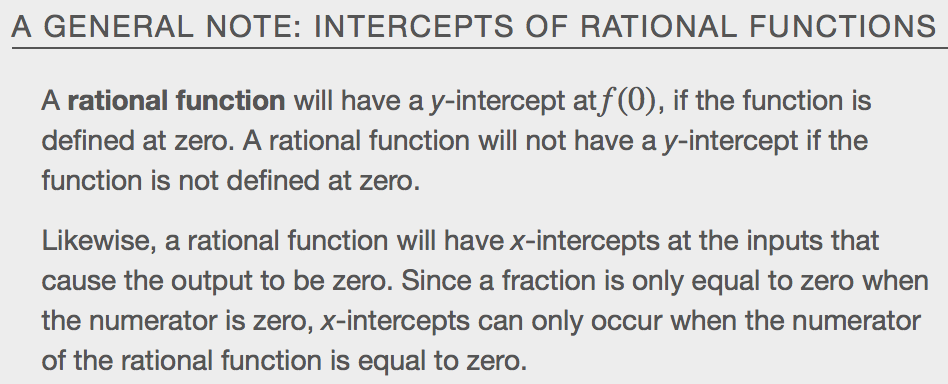 A GENERAL NOTE: INTERCEPTS OF RATIONAL FUNCTIONS
A rational function will have a y-intercept at f(0), if the function is
defined at zero. A rational function will not have a y-intercept if the
function is not defined at zero.
Likewise, a rational function will have x-intercepts at the inputs that
cause the output to be zero. Since a fraction is only equal to zero when
the numerator is zero, x-intercepts can only occur when the numerator
of the rational function is equal to zero.